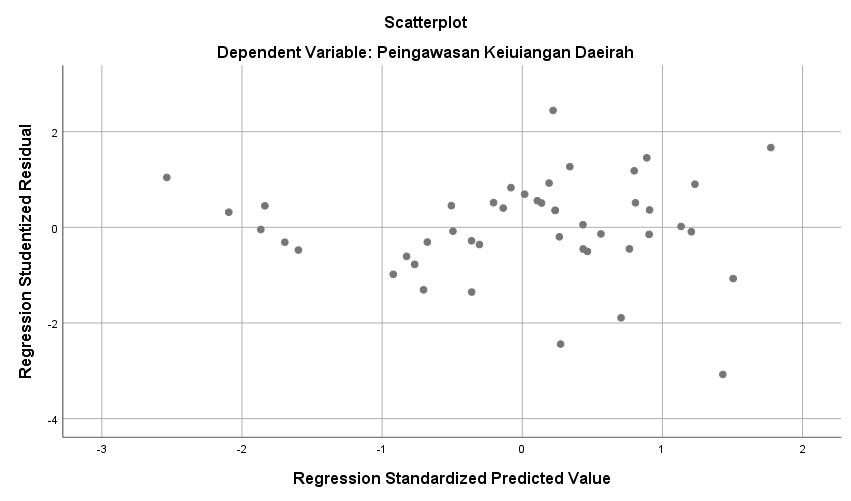 Scatterplot
Dependent Variable: Peingawasan Keiuiangan Daeirah
Regression Studentized Residual
2
0
-2
-4
-3
-2
-1
0
1
2
Regression Standardized Predicted Value